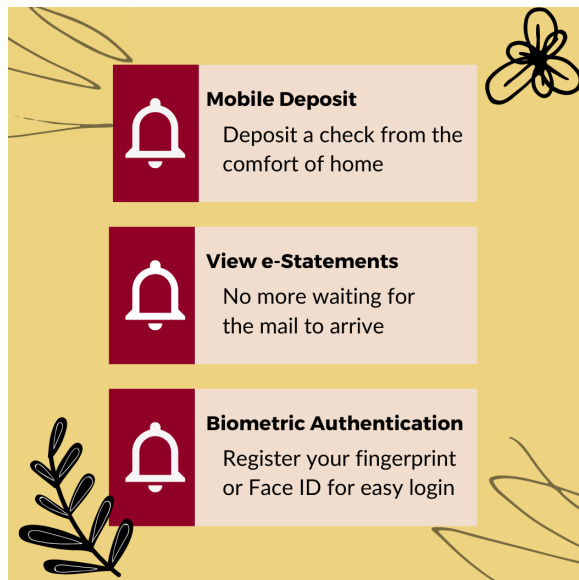 Mobile Deposit
Deposit a check from the
comfort of home
View e-Statements
No more waiting for
the mail to arrive
Biometric Authentication
Register your fingerprint
or Face ID for easy login